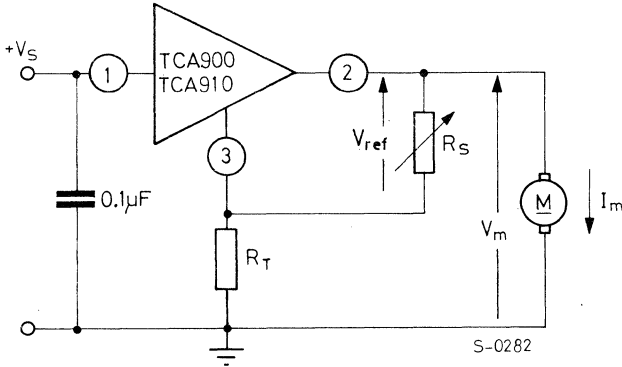 +VS
1
TCA900
TCA910
2
3
Vref
RS
0.1µF
RT
Vm
M
Im
S-0282